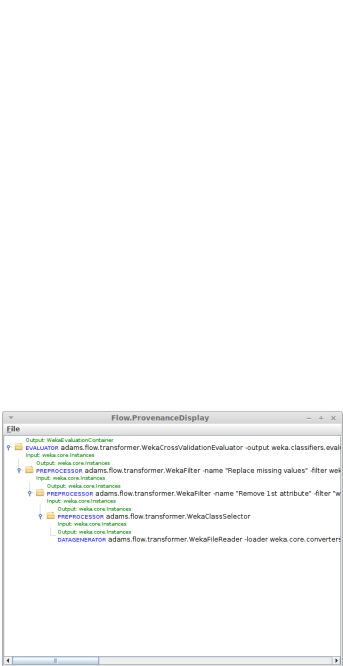 Flow.ProvenanceDisplay
File
Output: WekaEvaluationContainer
EVALUATOR adams.flow.transformer.WekaCrossValidationEvaluator -output weka.classifiers.eval
Input: weka.core.Instances
Output: weka.core.Instances
PREPROCESSOR adams.flow.transformer.WekaFilter -name "Replace missing values" -filter wek
Input: weka.core.Instances
Output: weka.core.Instances
PREPROCESSOR adams.flow.transformer.WekaFilter -name "Remove 1st attribute" -filter "w
Input: weka.core.Instances
Output: weka.core.Instances
PREPROCESSOR adams.flow.transformer.WekaClassSelector
Input: weka.core.Instances
Output: weka.core.Instances
DATAGENERATOR adams.flow.transformer.WekaFileReader -loader weka.core.converters